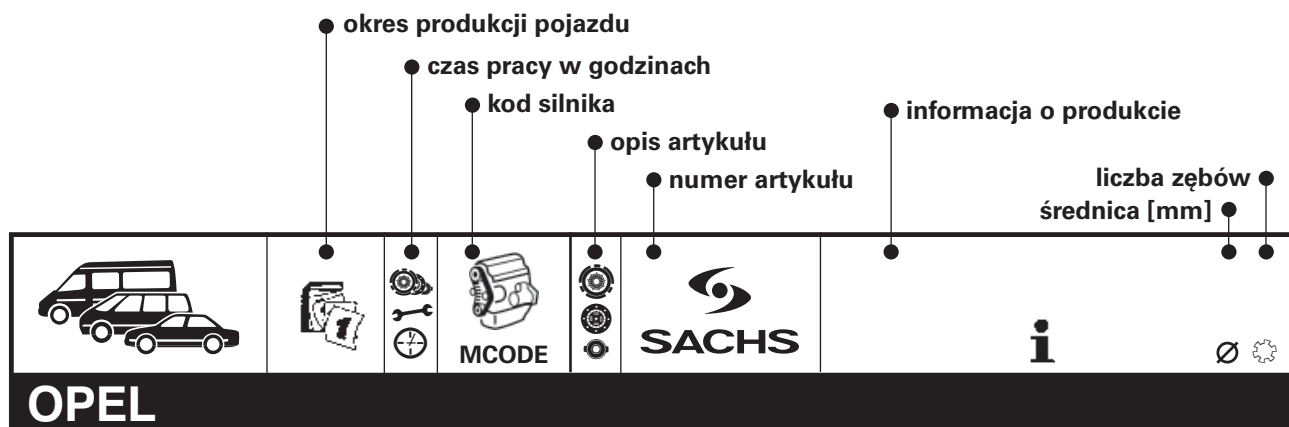 okres produkcji pojazdu
czas pracy w godzinach
kod silnika
informacja o produkcie
opis artykułu
numer artykułu
liczba zębów
średnica [mm]
1
MCODE
SACHS
i
Ø
OPEL